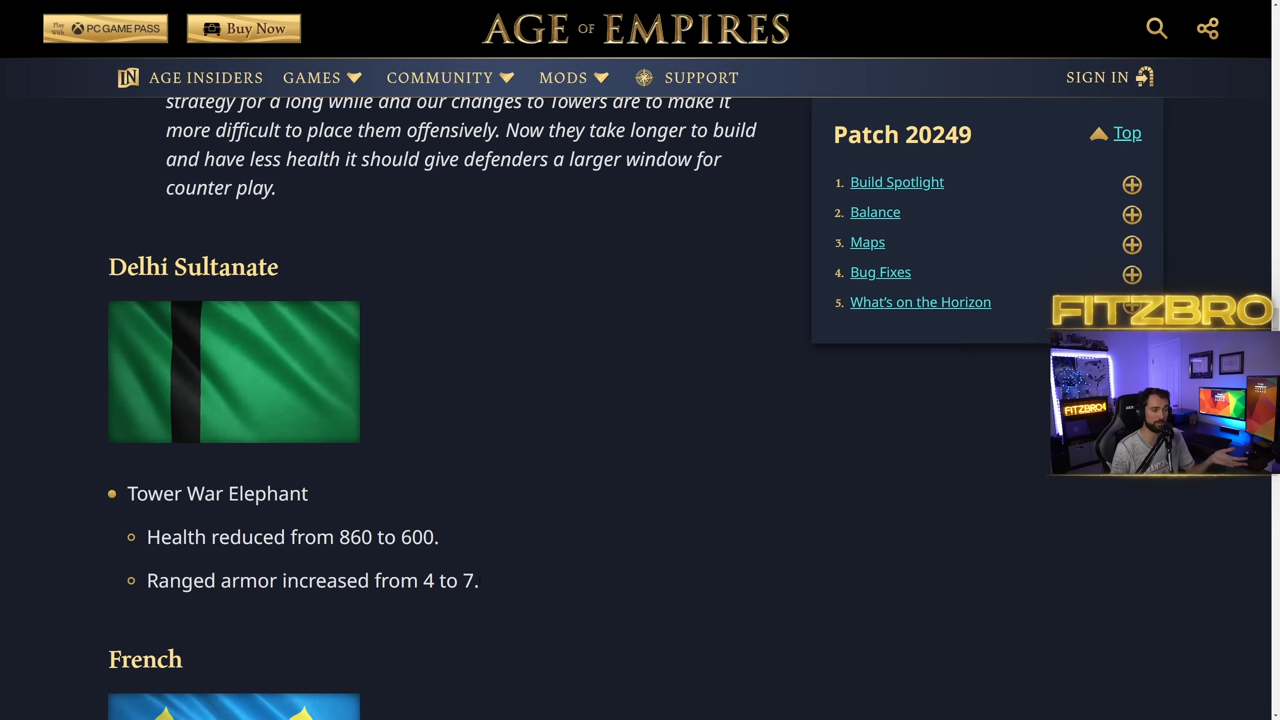 Play With
PC GAME PASS
Buy Now
AGE OF EMPIRES
IN
AGE INSIDERS
GAMES
COMMUNITY
MODS
SUPPORT
SIGN IN
strategy for a long while and our changes to Towers are to make it
more difficult to place them offensively. Now they take longer to build
and have less health it should give defenders a larger window for
counter play.
Patch 20249
Top
1. Build Spotlight
2. Balance
3. Maps
4. Bug Fixes
5. What's on the Horizon
FITZBRO
FITZBRO
Delhi Sultanate
Tower War Elephant
Health reduced from 860 to 600.
Ranged armor increased from 4 to 7.
French